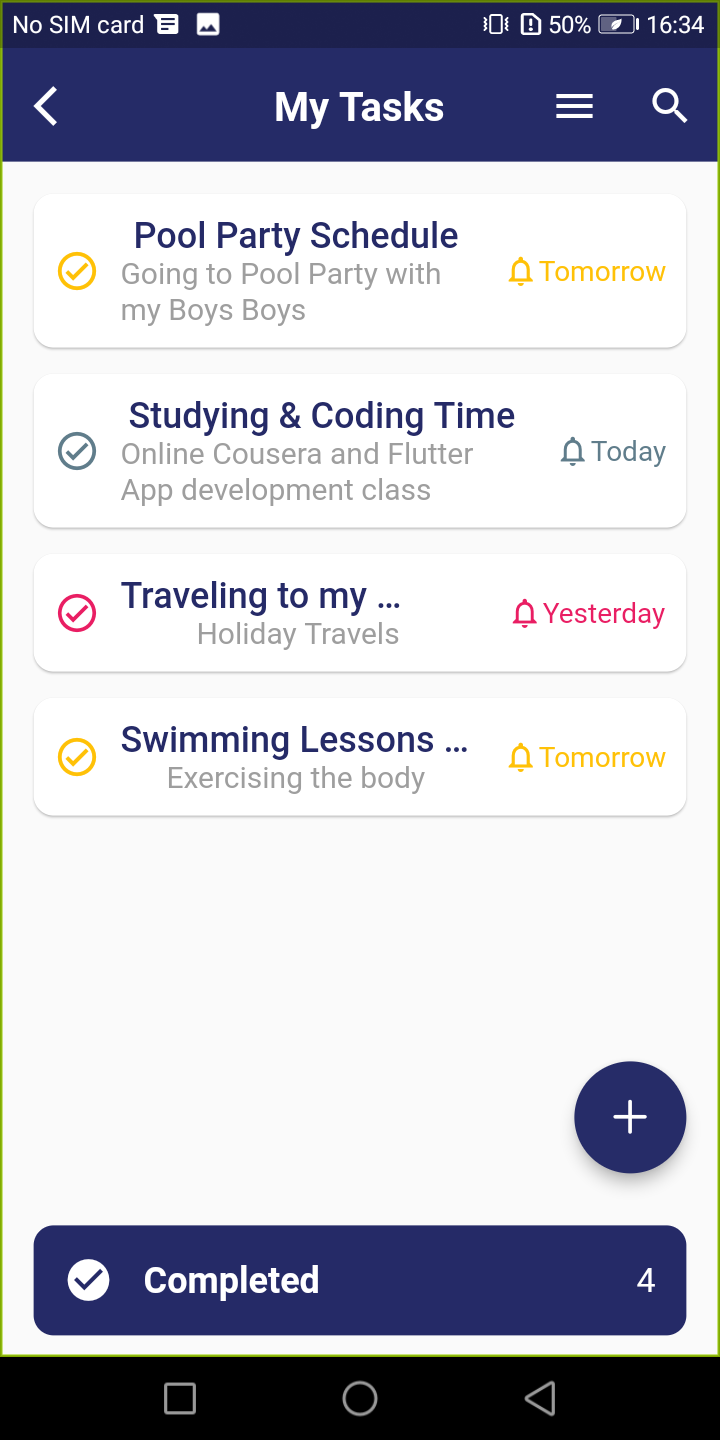 No SIM card 50% 16:34
My Tasks
Pool Party Schedule
Going to Pool Party with
my Boys Boys
Tomorrow
Studying & Coding Time
Online Cousera and Flutter
App development class
Today
Traveling to my ...
Holiday Travels
Yesterday
Swimming Lessons ...
Exercising the body
Tomorrow
Completed 4